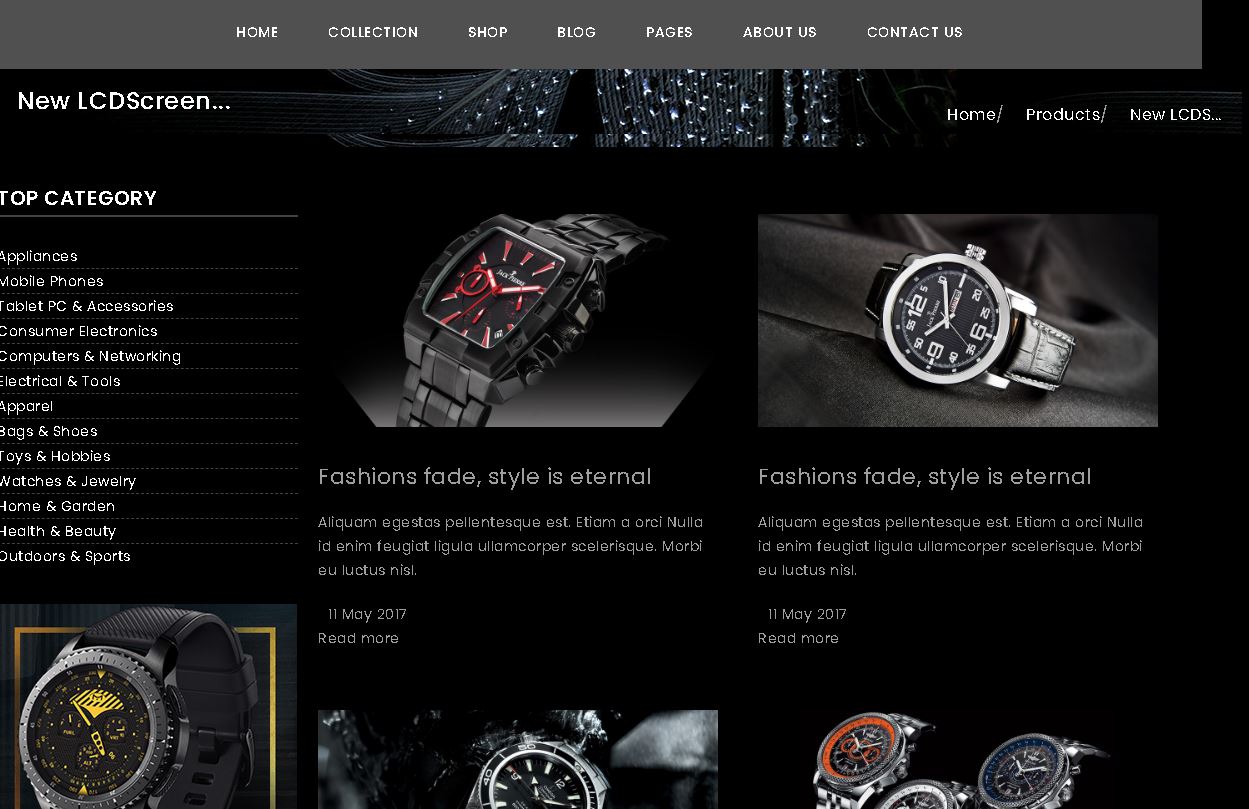 HOME COLLECTION SHOP BLOG PAGES ABOUT US CONTACT US
New LCDScreen...
Home/ Products/ New LCDS...
TOP CATEGORY
Appliances
Mobile Phones
Tablet PC & Accessories
Consumer Electronics
Computers & Networking
Electrical & Tools
Apparel
Bags & Shoes
Toys & Hobbies
Watches & Jewelry
Home & Garden
Health & Beauty
Outdoors & Sports
JACK PIERRE
Fashions fade, style is eternal
Aliquam egestas pellentesque est. Etiam a orci Nulla
id enim feugiat ligula ullamcorper scelerisque. Morbi
eu luctus nisl.
11 May 2017
Read more
Fashions fade, style is eternal
Aliquam egestas pellentesque est. Etiam a orci Nulla
id enim feugiat ligula ullamcorper scelerisque. Morbi
eu luctus nisl.
11 May 2017
Read more